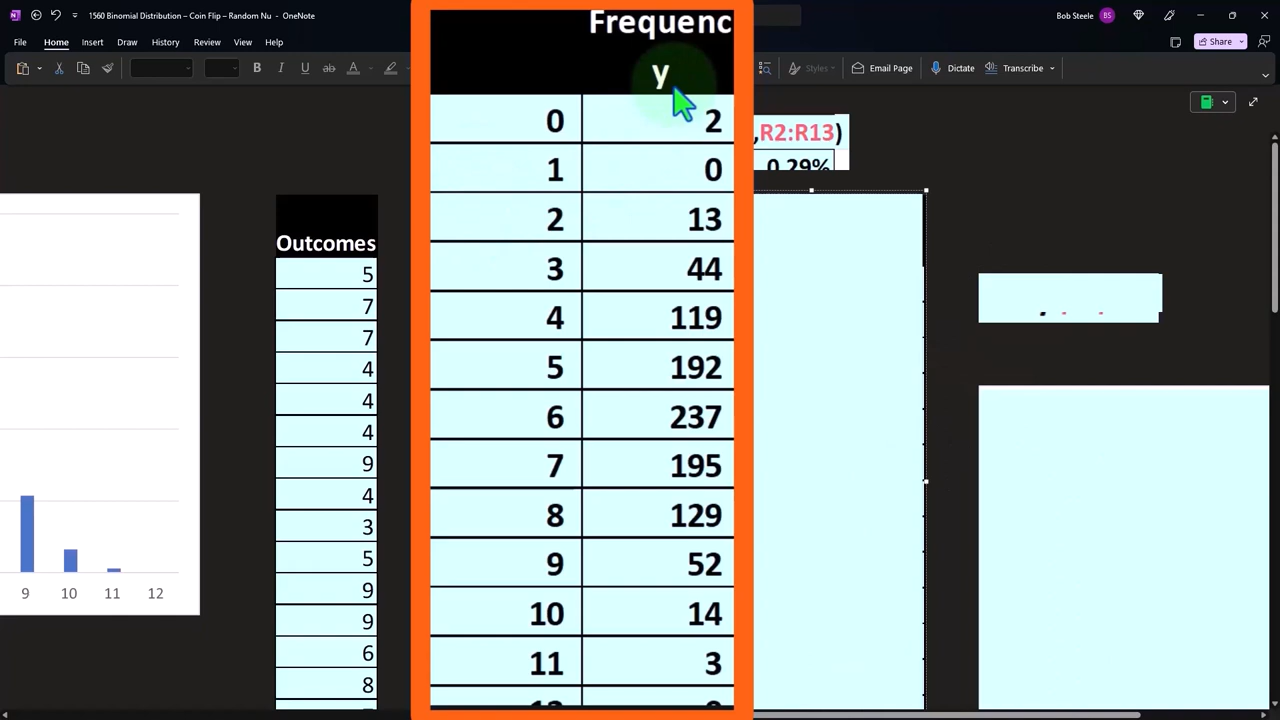 1960 Binomial Distribution – Coin Flip – Random Nu - OneNote
Bob Steele BS
Home Insert Draw History Review View Help
Share
B I U A
Styles Email Page Dictate Transcribe
Frequenc
y
0 2
1 0
2 13
3 44
4 119
5 192
6 237
7 195
8 129
9 52
10 14
11 3
,R2:R13)
0.29%
Outcomes
5
7
7
4
4
4
9
4
3
5
9
9
6
8
9 10 11 12